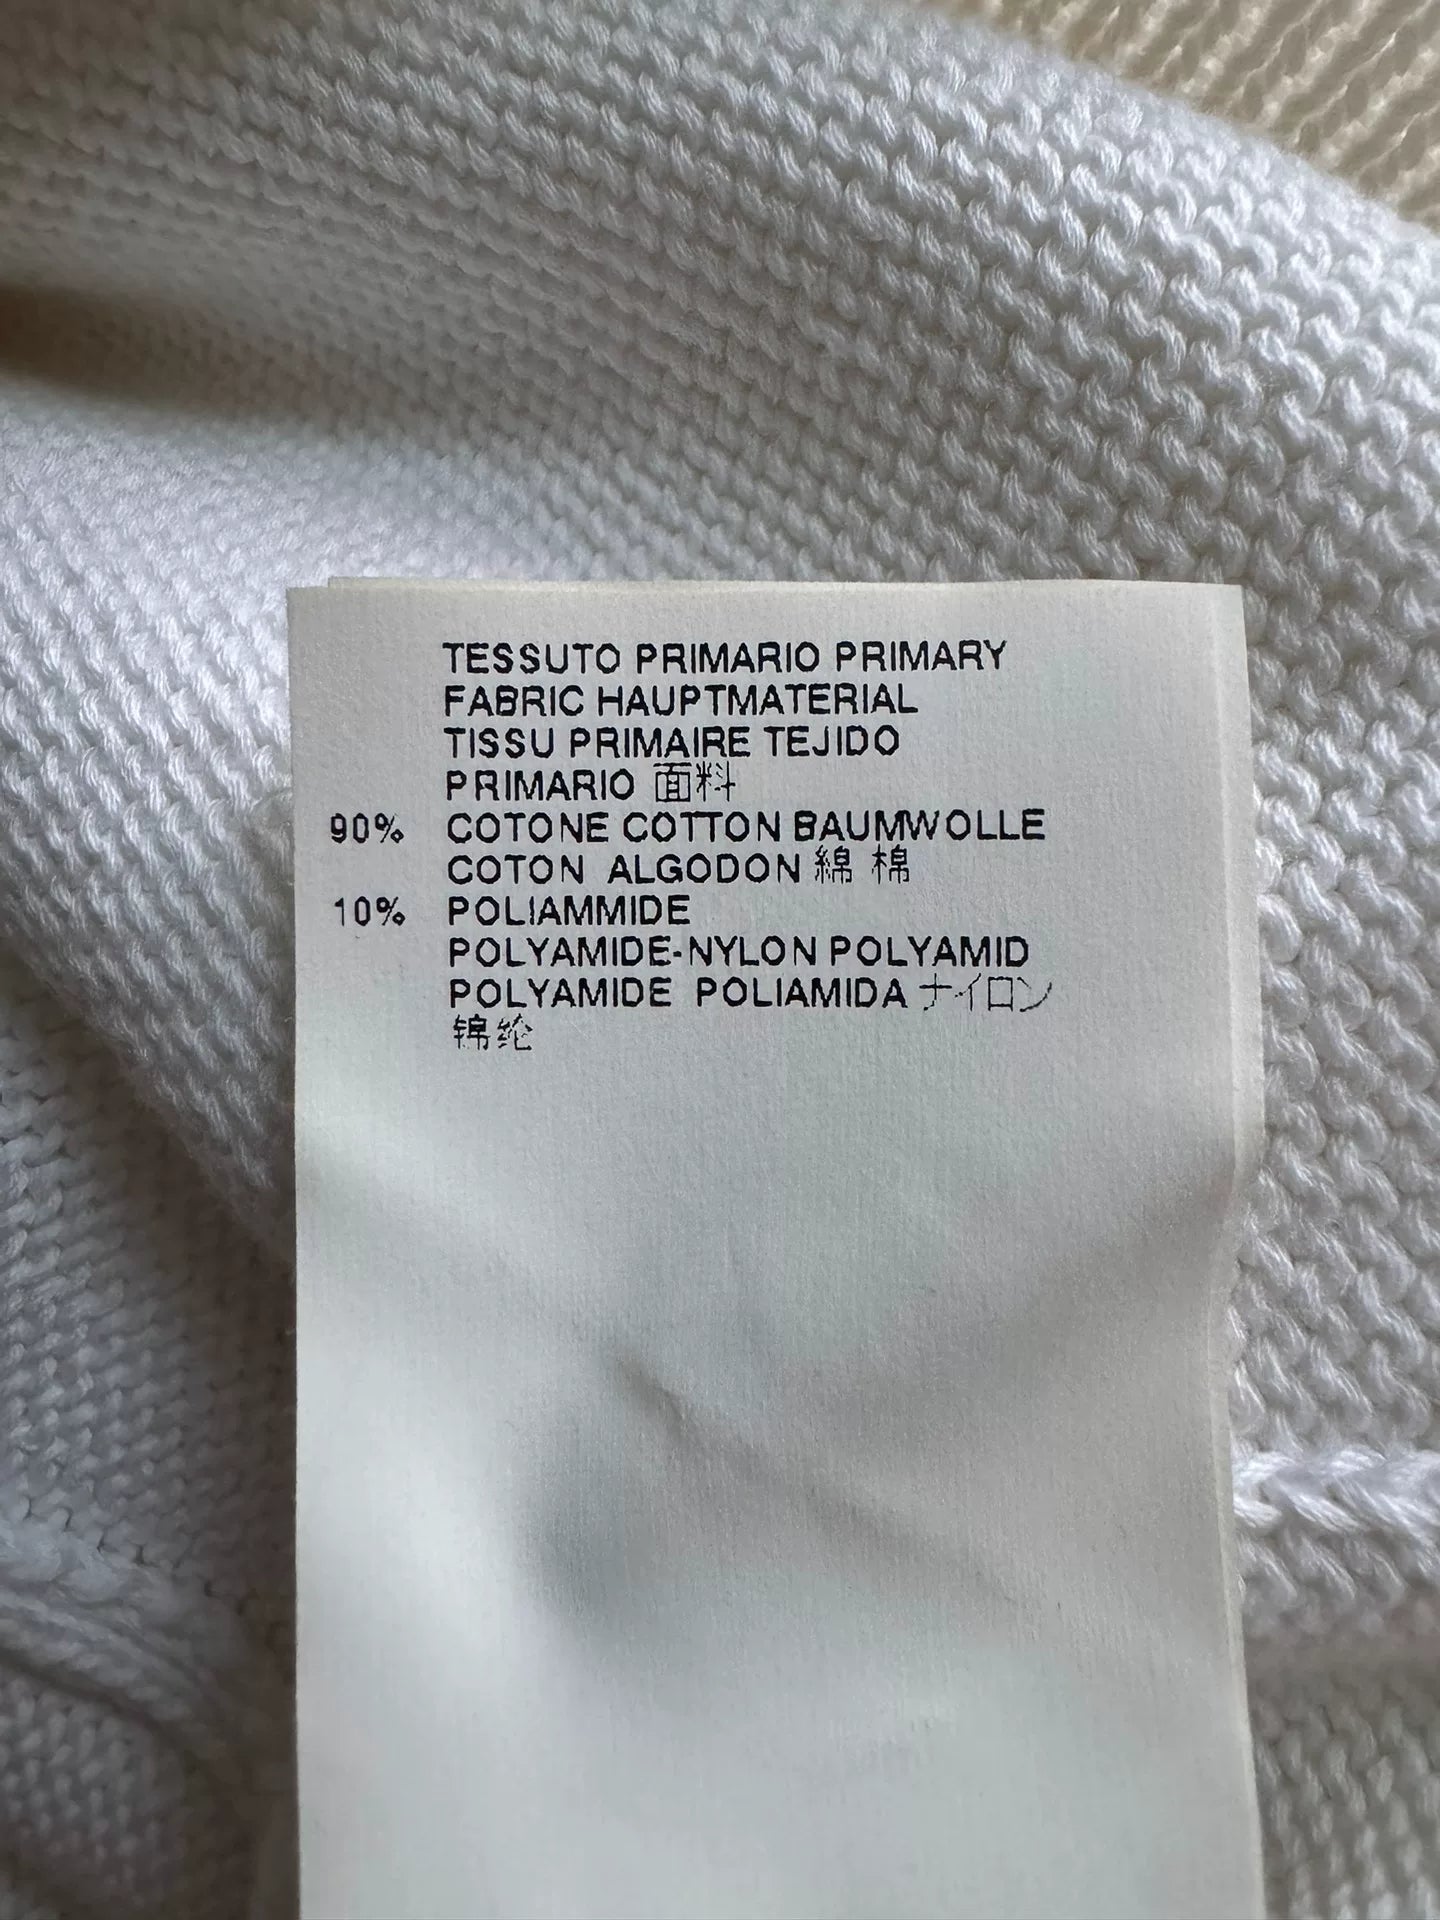 TESSUTO PRIMARIO PRIMARY
FABRIC HAUPTMATERIAL
TISSU PRIMAIRE TEJIDO
PRIMARIO 面料
90% COTONE COTTON BAUMWOLLE
COTON ALGODON 綿 棉
10% POLIAMMIDE
POLYAMIDE-NYLON POLYAMID
POLYAMIDE POLIAMIDA ナイロン
锦纶